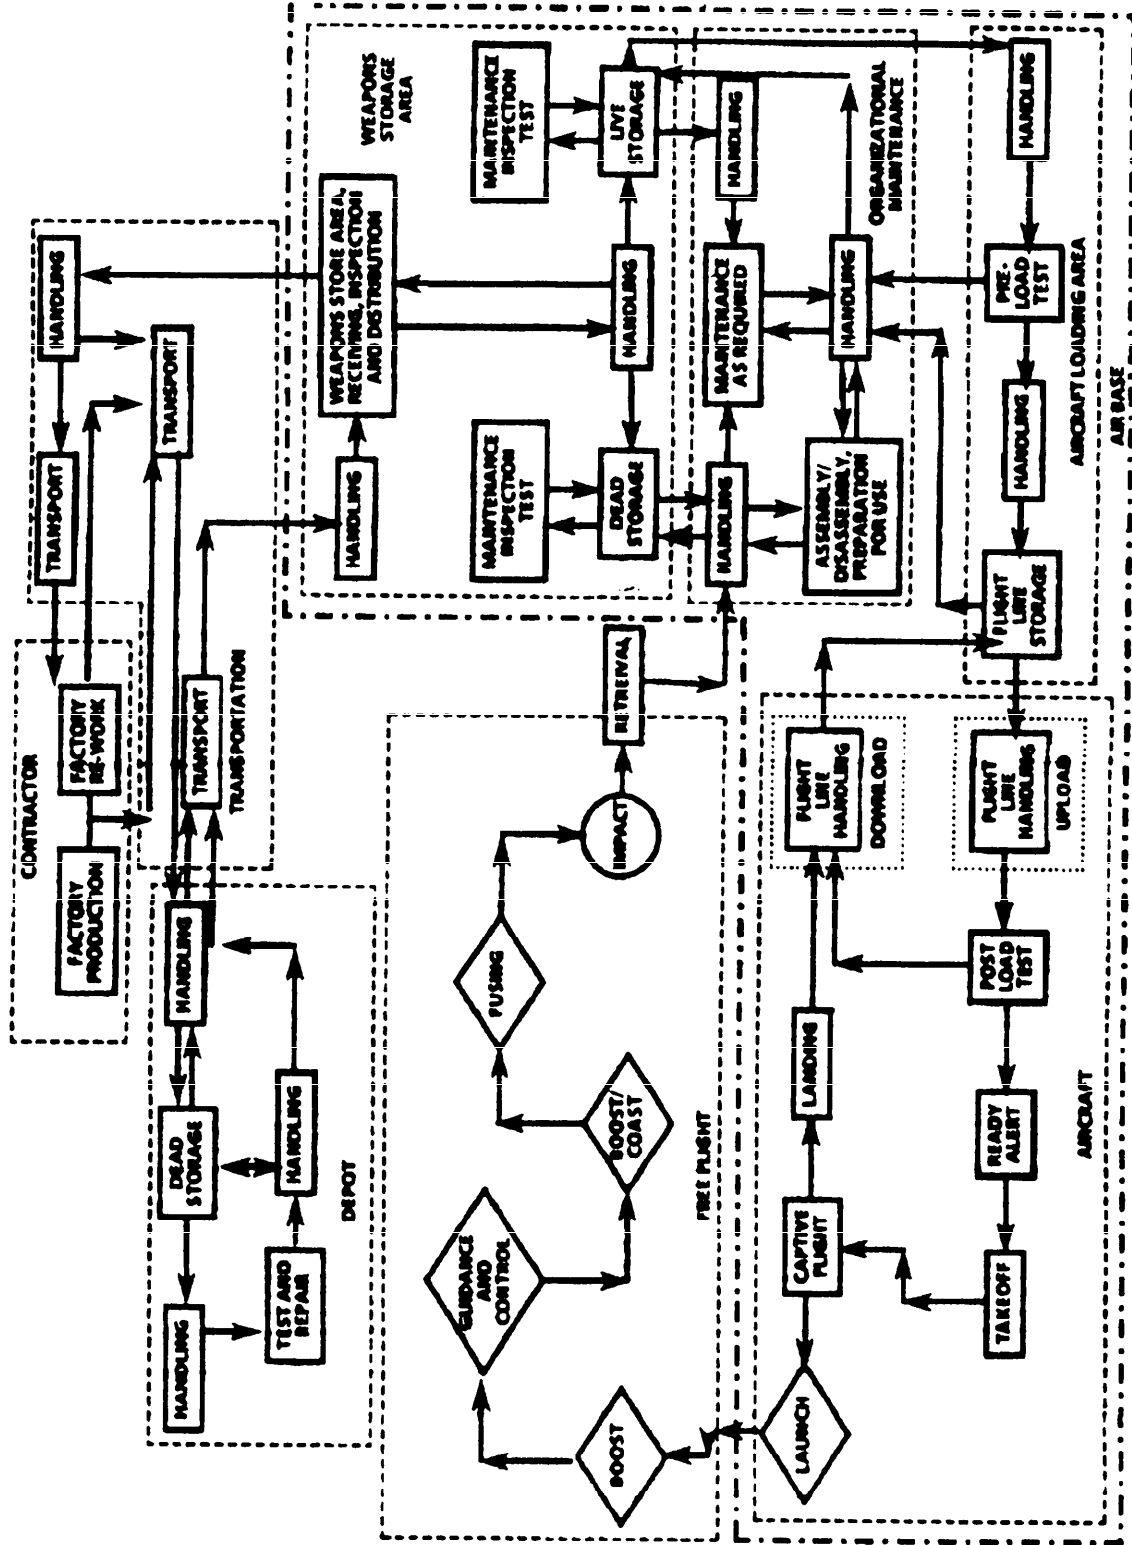 CONTRACTOR
FACTORY
PRODUCTION
FACTORY
RE-WORK
TRANSPORT
HANDLING
TRANSPORT
TRANSPORT
TRANSPORTATION
HANDLING
DEAD
STORAGE
HANDLING
HANDLING
TEST AND
REPAIR
DEPOT
WEAPONS
STORAGE
AREA
HANDLING
WEAPONS STORE AREA,
RECEIVING, INSPECTION
AND DISTRIBUTION
MAINTENANCE
INSPECTION
TEST
MAINTENANCE
INSPECTION
TEST
DEAD
STORAGE
HANDLING
LIVE
STORAGE
HANDLING
MAINTENANCE
AS REQUIRED
HANDLING
ASSEMBLY/
DISASSEMBLY,
PREPARATION
FOR USE
HANDLING
ORGANIZATIONAL
MAINTENANCE
FLIGHT
LINE
STORAGE
HANDLING
PRE-
LOAD
TEST
HANDLING
AIRCRAFT LOADING AREA
AIR BASE
BOOST
GUIDANCE
AND
CONTROL
BOOST/
COAST
FUSING
IMPACT
RETREIVAL
FREE FLIGHT
LAUNCH
CAPTIVE
FLIGHT
LANDING
FLIGHT
LINE
HANDLING
DOWNLOAD
TAKEOFF
READY
ALERT
POST
LOAD
TEST
FLIGHT
LINE
HANDLING
UPLOAD
AIRCRAFT